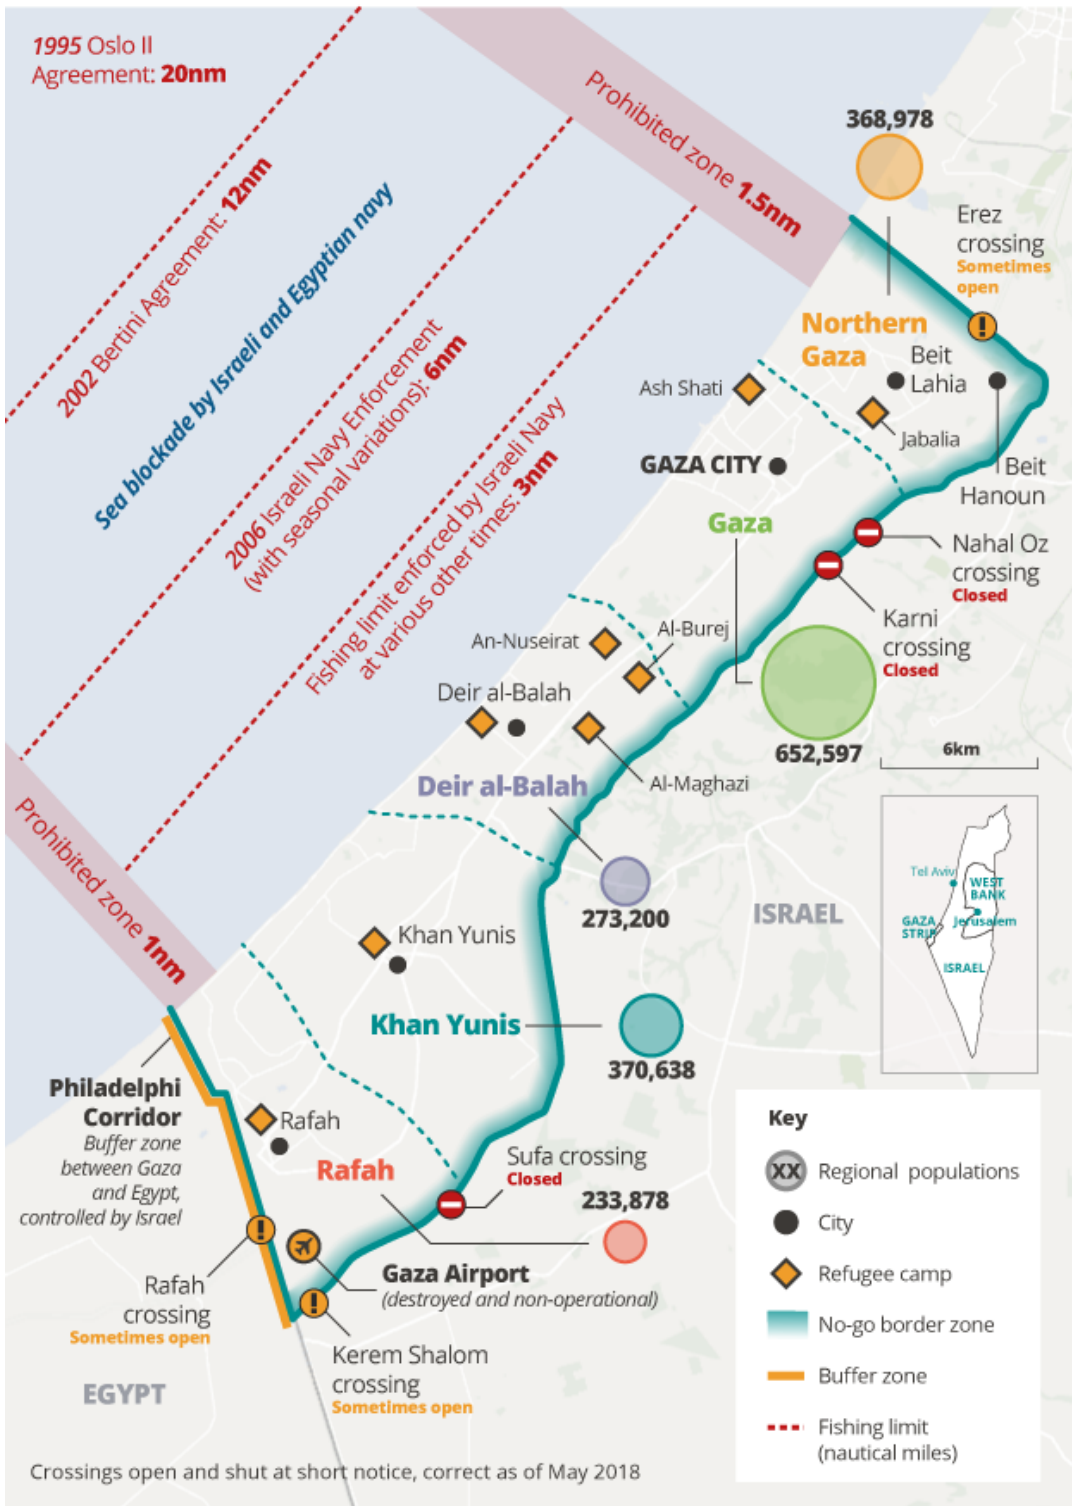 1995 Oslo II
Agreement: 20nm
Prohibited zone 1.5nm
368,978
2002 Bertini Agreement: 12nm
Sea blockade by Israeli and Egyptian navy
2006 Israeli Navy Enforcement
(with seasonal variations): 6nm
Fishing limit enforced by Israeli Navy
at various other times: 3nm
Erez
crossing
Sometimes
open
Northern
Gaza
Beit
Lahia
Ash Shati
Jabalia
GAZA CITY
Beit
Hanoun
Gaza
Nahal Oz
crossing
Closed
Karni
crossing
Closed
An-Nuseirat
Al-Burej
Deir al-Balah
652,597
6km
Deir al-Balah
Al-Maghazi
Prohibited zone 1nm
273,200
ISRAEL
Tel Aviv
WEST
BANK
GAZA
STRIP
Jerusalem
ISRAEL
Khan Yunis
Khan Yunis
370,638
Philadelphi
Corridor
Buffer zone
between Gaza
and Egypt,
controlled by Israel
Rafah
Rafah
Sufa crossing
Closed
233,878
Gaza Airport
(destroyed and non-operational)
Rafah
crossing
Sometimes open
Kerem Shalom
crossing
Sometimes open
EGYPT
Key
XX Regional populations
City
Refugee camp
No-go border zone
Buffer zone
Fishing limit
(nautical miles)
Crossings open and shut at short notice, correct as of May 2018